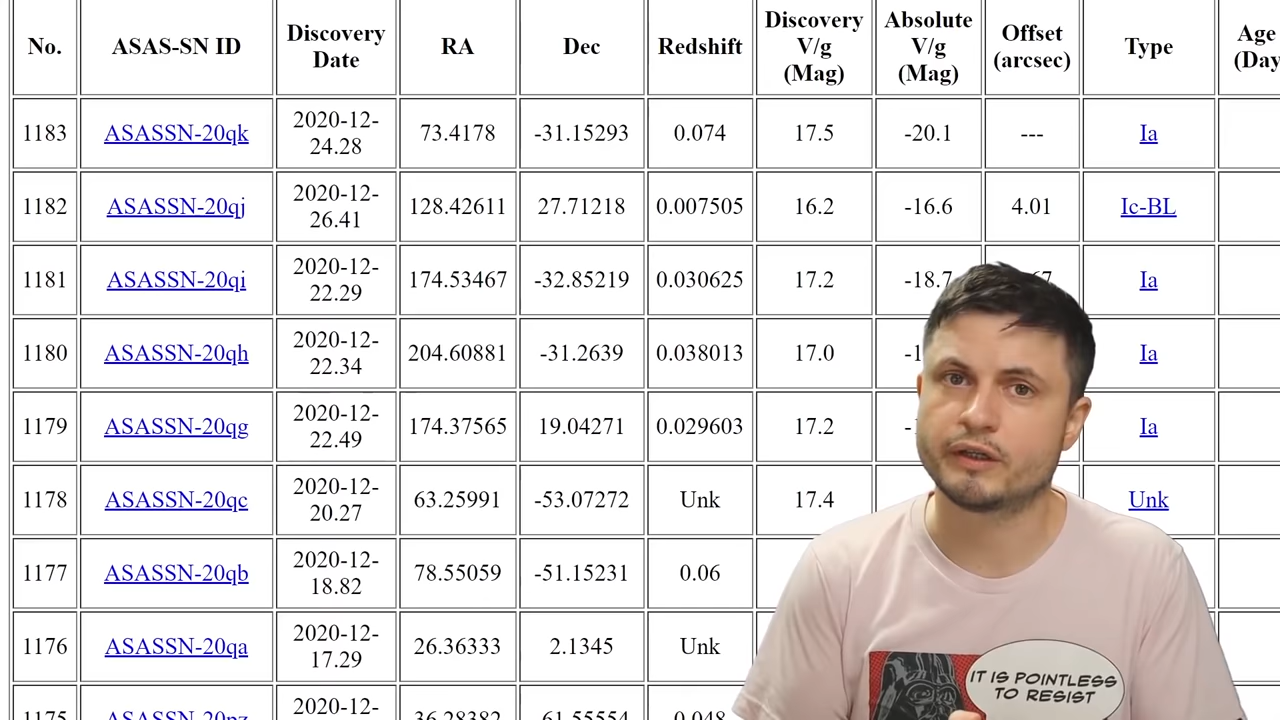 No. ASAS-SN ID Discovery Date RA Dec Redshift Discovery V/g (Mag) Absolute V/g (Mag) Offset (arcsec) Type Age
1183 ASASSN-20qk 2020-12-24.28 73.4178 -31.15293 0.074 17.5 -20.1 --- Ia
1182 ASASSN-20qj 2020-12-26.41 128.42611 27.71218 0.007505 16.2 -16.6 4.01 Ic-BL
1181 ASASSN-20qi 2020-12-22.29 174.53467 -32.85219 0.030625 17.2 -18.7 Ia
1180 ASASSN-20qh 2020-12-22.34 204.60881 -31.2639 0.038013 17.0 Ia
1179 ASASSN-20qg 2020-12-22.49 174.37565 19.04271 0.029603 17.2 Ia
1178 ASASSN-20qc 2020-12-20.27 63.25991 -53.07272 Unk 17.4 Unk
1177 ASASSN-20qb 2020-12-18.82 78.55059 -51.15231 0.06
1176 ASASSN-20qa 2020-12-17.29 26.36333 2.1345 Unk
2020-12-
IT IS POINTLESS
TO RESIST